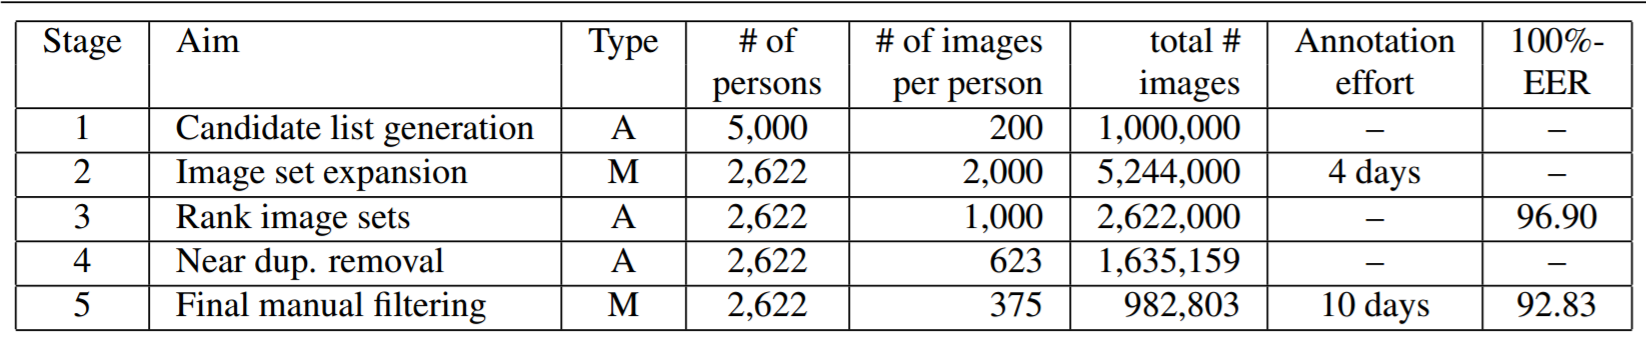 Stage Aim Type # of # of images total # Annotation 100%-
persons per person images effort EER
1 Candidate list generation A 5,000 200 1,000,000 – –
2 Image set expansion M 2,622 2,000 5,244,000 4 days –
3 Rank image sets A 2,622 1,000 2,622,000 – 96.90
4 Near dup. removal A 2,622 623 1,635,159 – –
5 Final manual filtering M 2,622 375 982,803 10 days 92.83